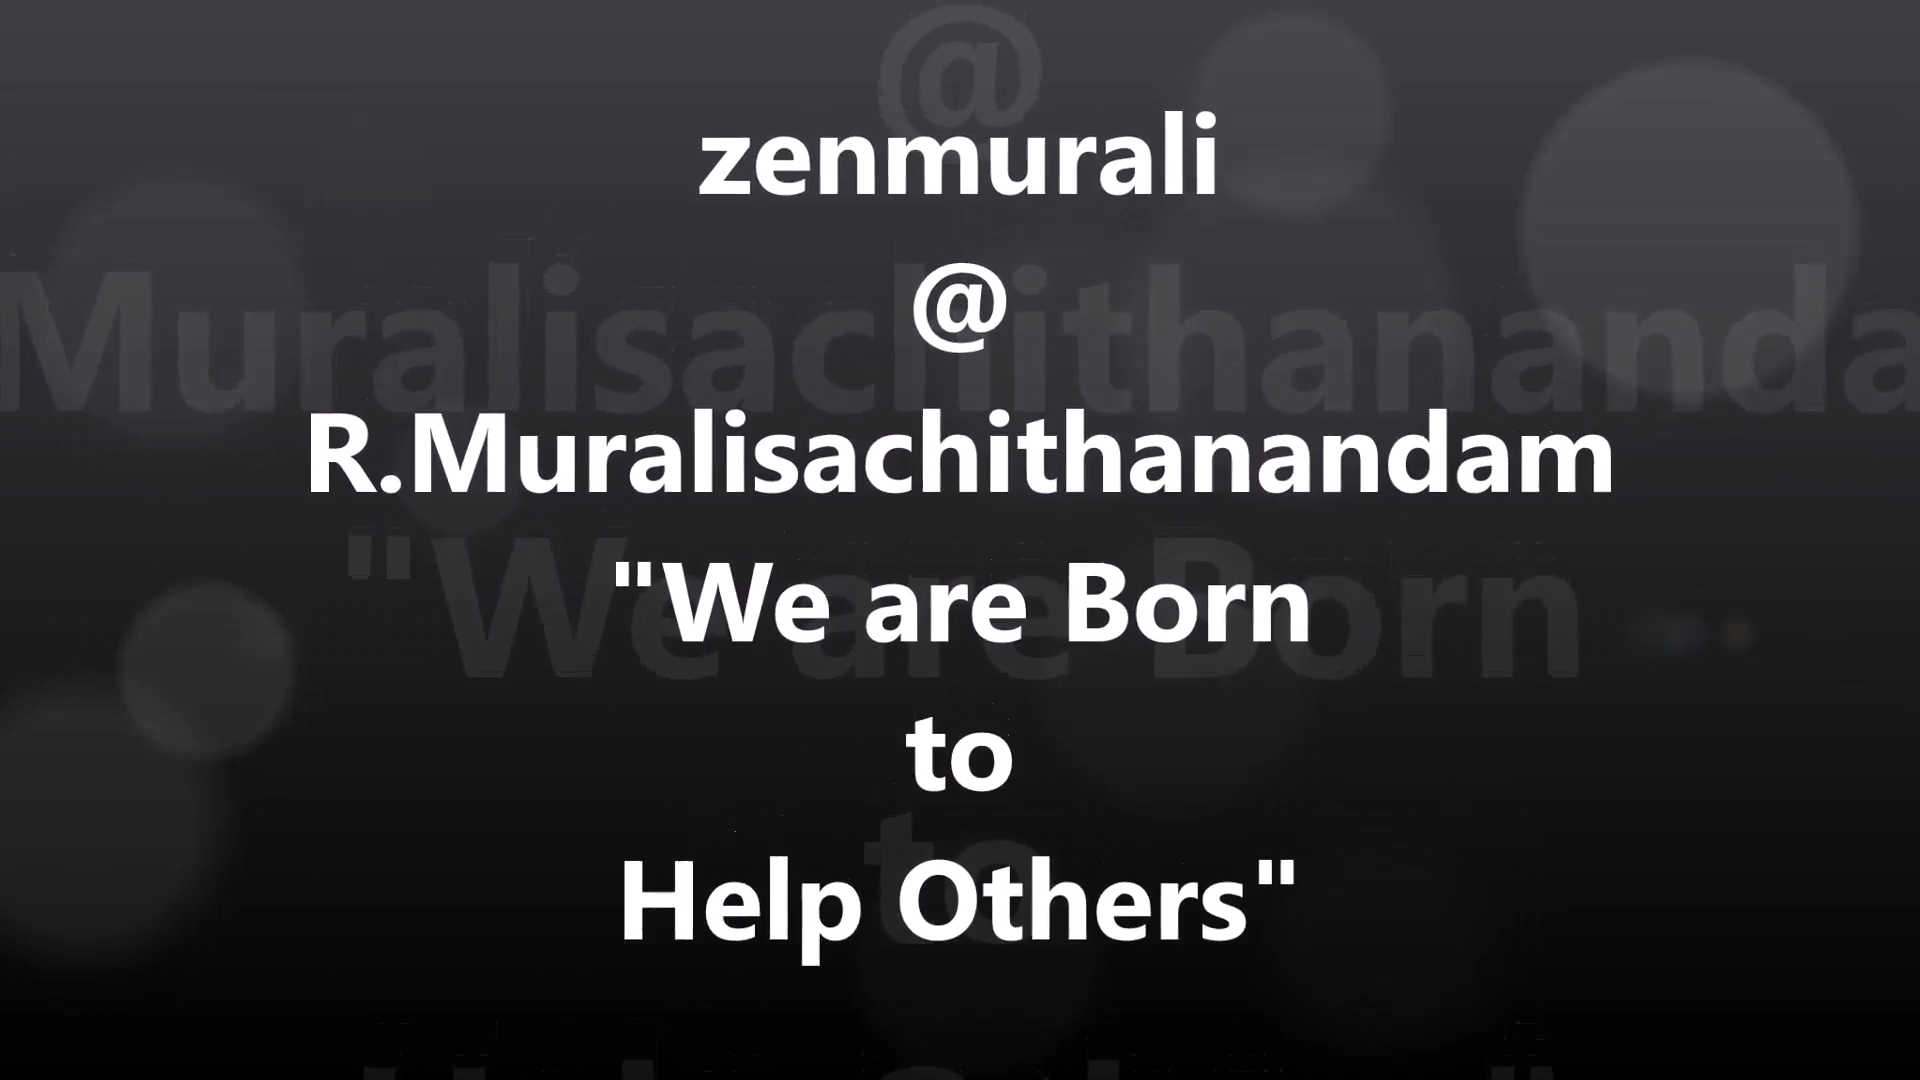 zenmurali
@
R.Muralisachithanandam
"We are Born
to
Help Others"